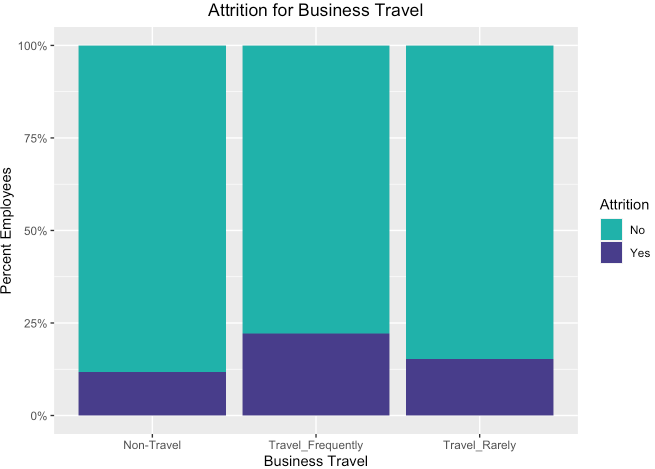 Attrition for Business Travel
Percent Employees
100%
75%
50%
25%
0%
Non-Travel
Travel_Frequently
Travel_Rarely
Business Travel
Attrition
No
Yes